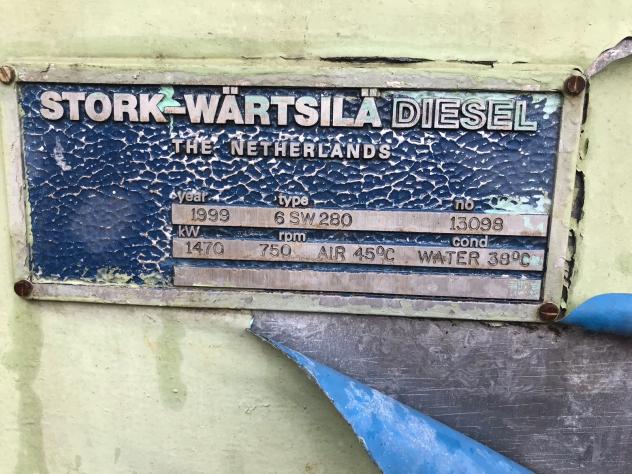 STORK-WÄRTSILÄ DIESEL
THE NETHERLANDS
year type no
1999 6 SW 280 13098
kW rpm cond
1470 750 AIR 45°C WATER 38°C